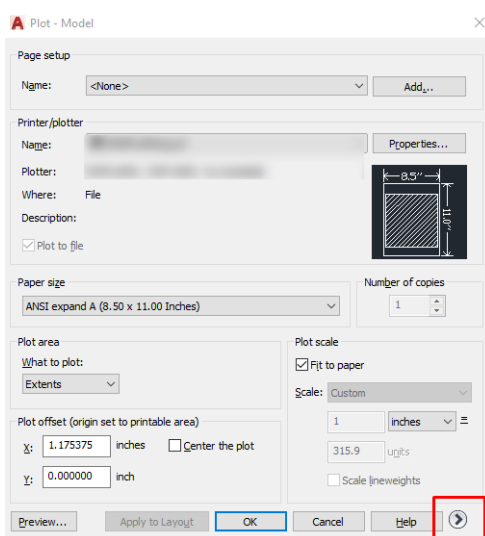 Plot - Model
Page setup
Name: <None> Add...
Printer/plotter
Name: Properties...
Plotter:
Where: File
Description:
Plot to file
8.5''
11.0''
Paper size
ANSI expand A (8.50 x 11.00 Inches)
Number of copies
1
Plot area
What to plot:
Extents
Plot scale
Fit to paper
Scale: Custom
1 inches =
315.9 units
Scale lineweights
Plot offset (origin set to printable area)
X: 1.175375 inches Center the plot
Y: 0.000000 inch
Preview... Apply to Layout OK Cancel Help